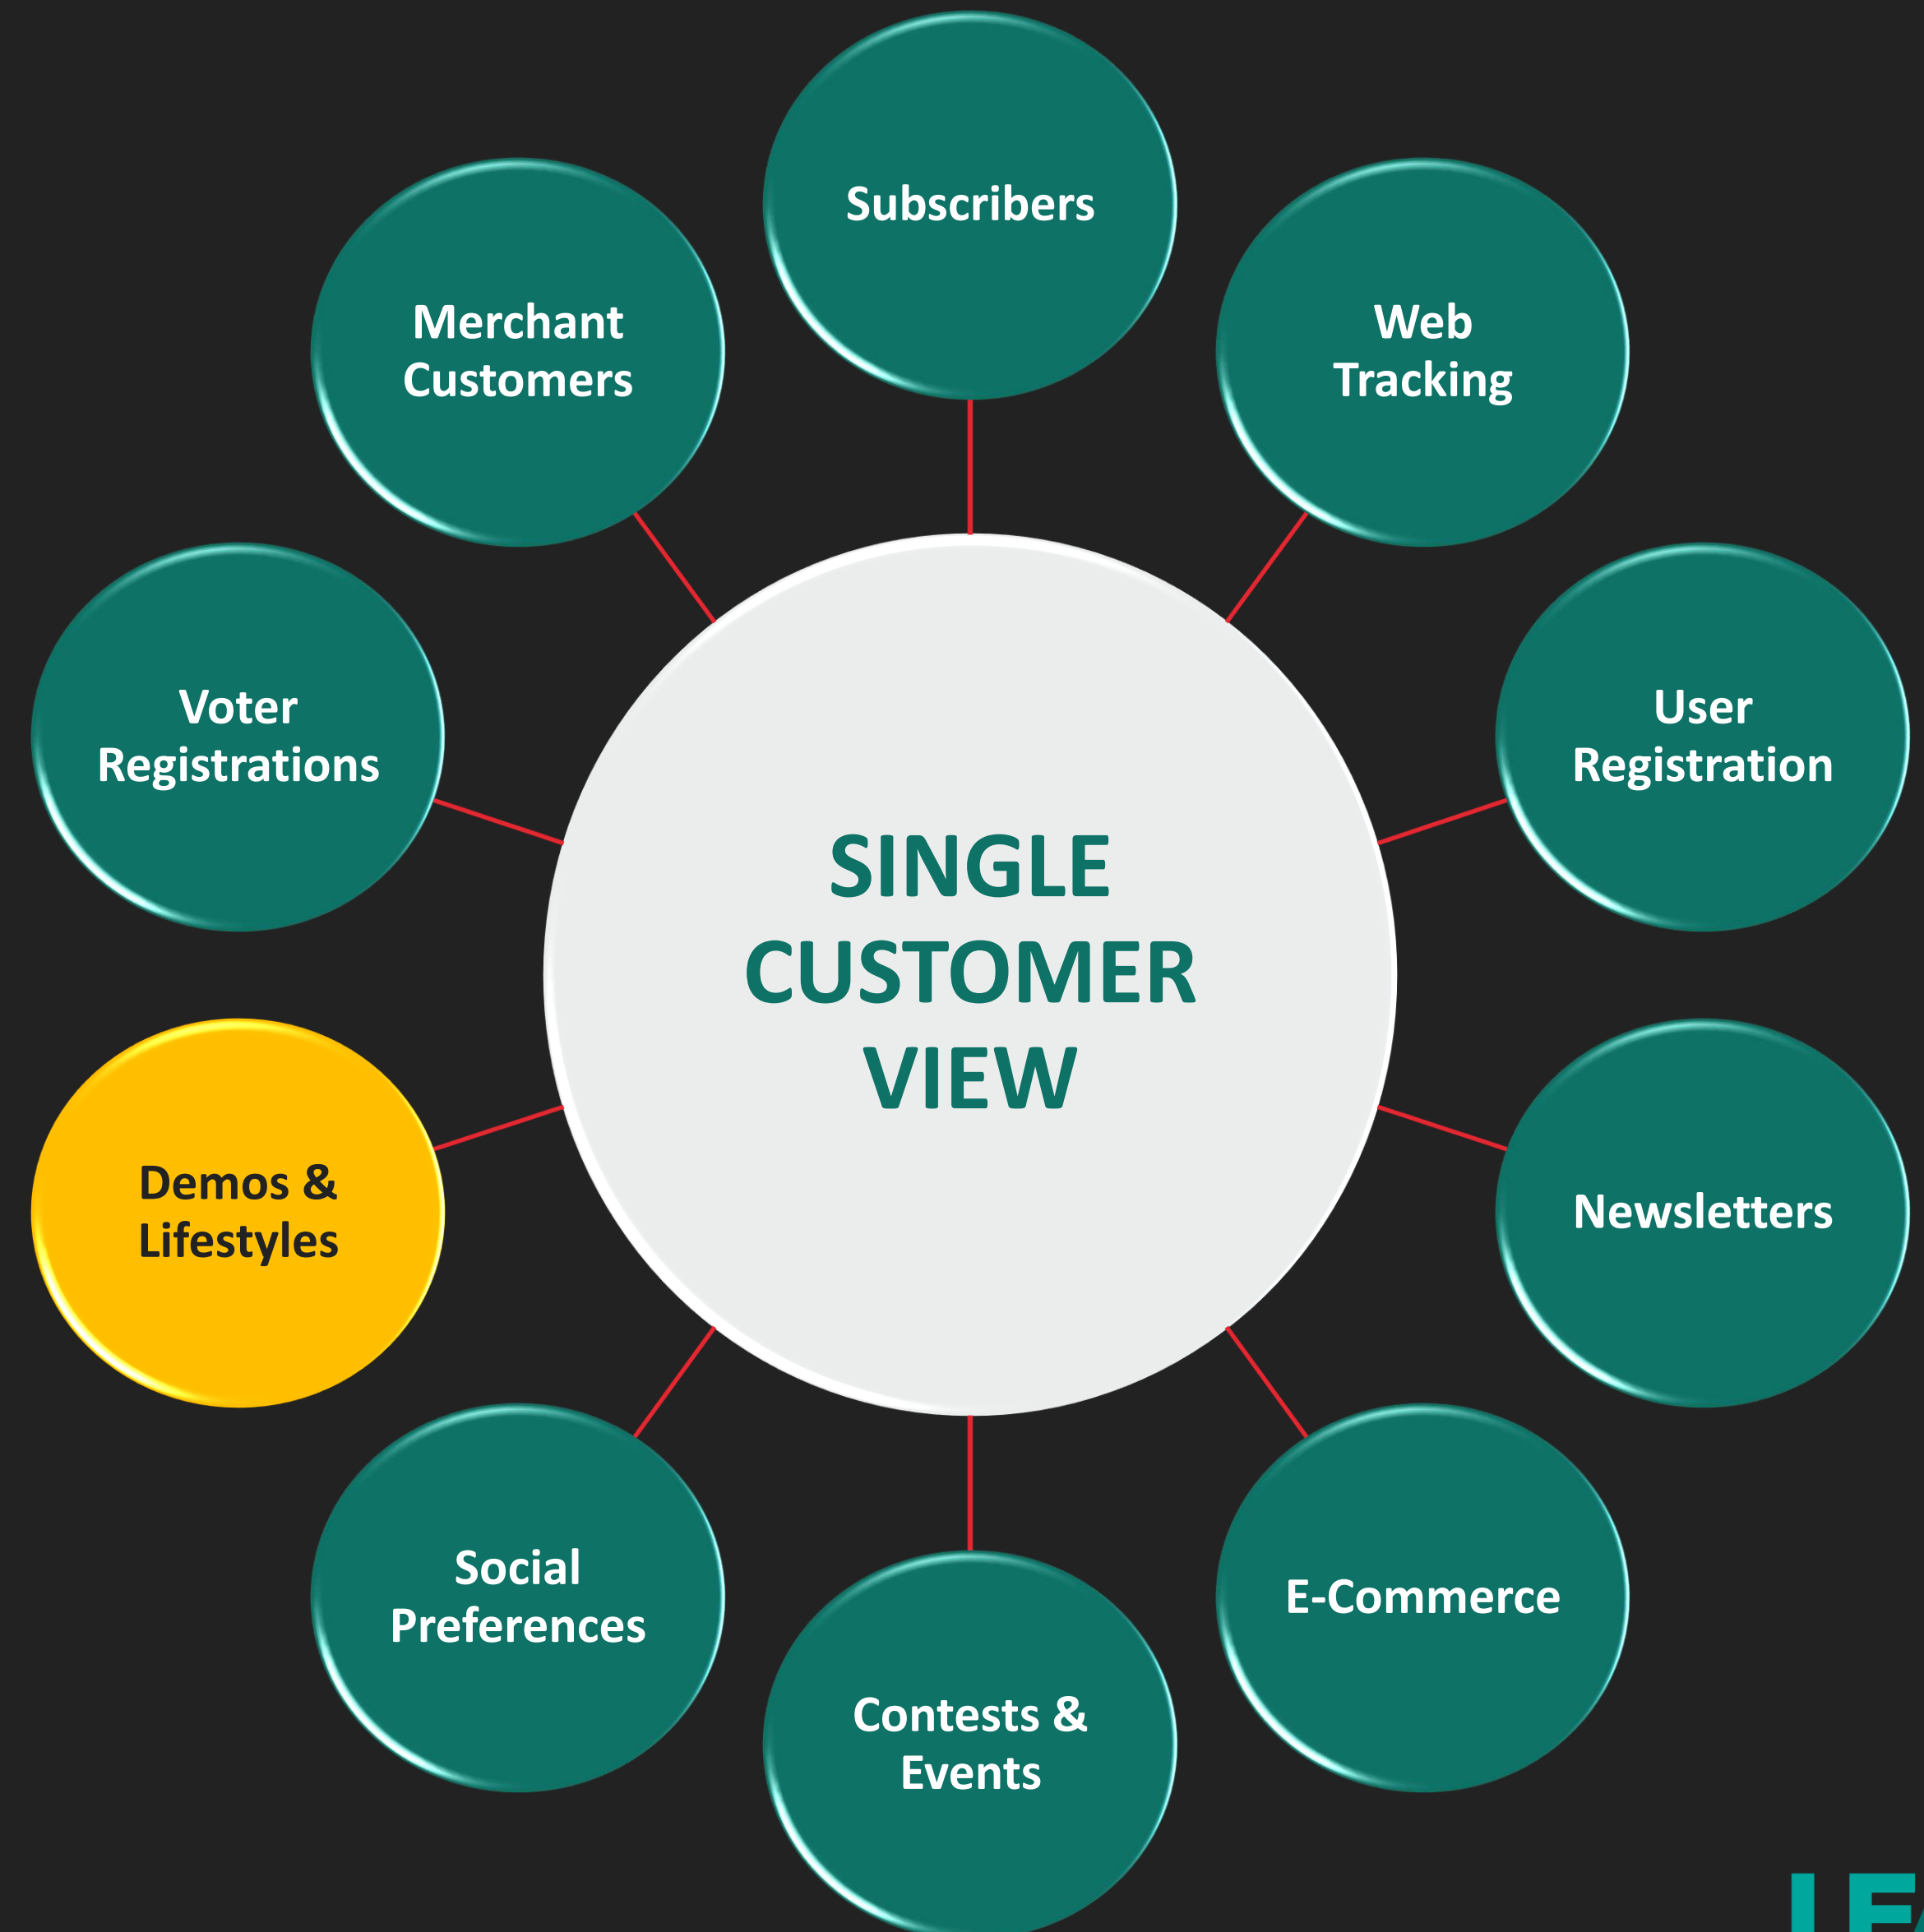 Subscribers
Merchant
Customers
Web
Tracking
Voter
Registrations
User
Registration
SINGLE
CUSTOMER
VIEW
Demos &
Lifestyles
Newsletters
Social
Preferences
E-Commerce
Contests &
Events